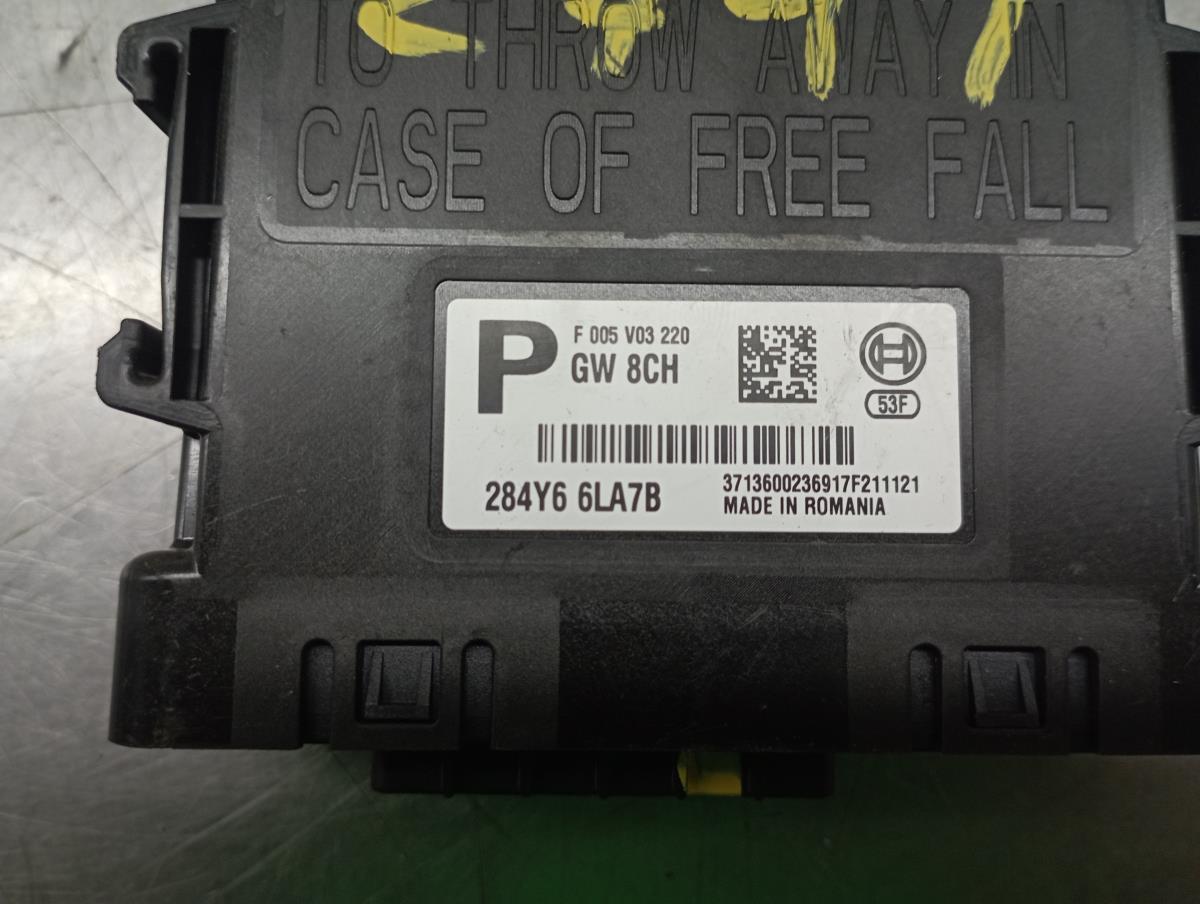 TO THROW AWAY IN
CASE OF FREE FALL
P
F 005 V03 220
GW 8CH
53F
284Y6 6LA7B
3713600236917F211121
MADE IN ROMANIA